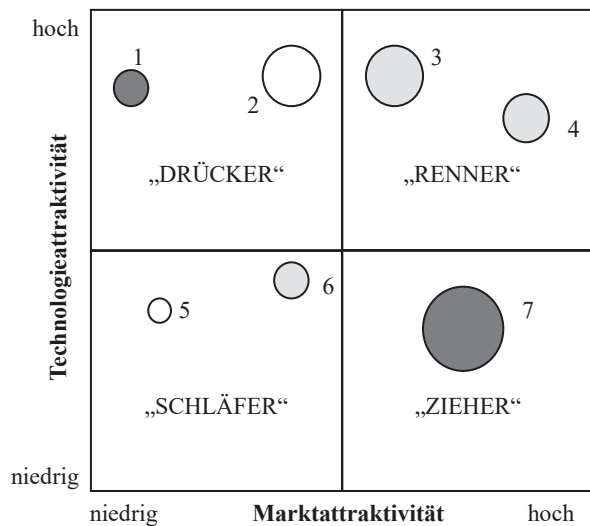 hoch
1
2
3
4
„DRÜCKER“
„RENNER“
Technologieattraktivität
5
6
7
„SCHLÄFER“
„ZIEHER“
niedrig
niedrig
Marktattraktivität
hoch